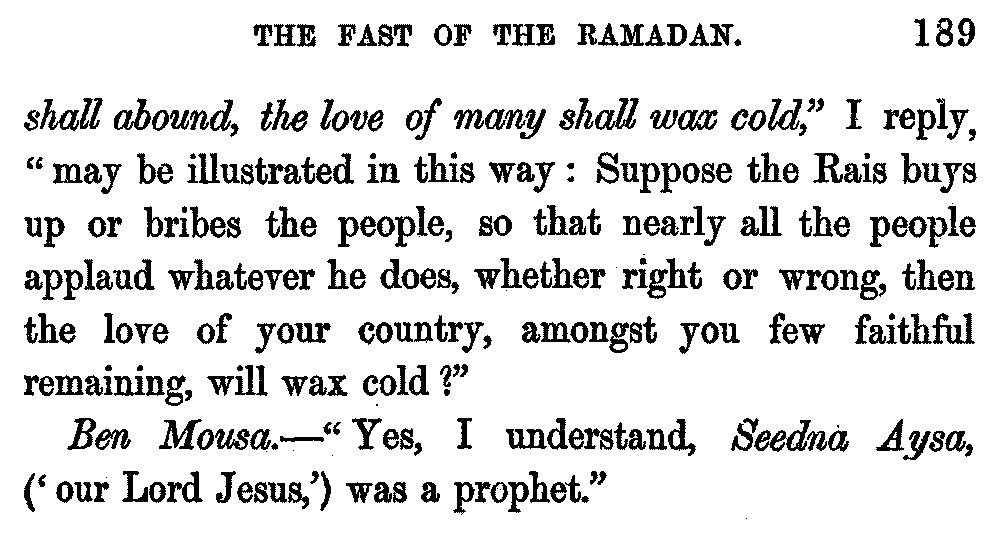 THE FAST OF THE RAMADAN. 189
shall abound, the love of many shall wax cold,” I reply,
“ may be illustrated in this way : Suppose the Rais buys
up or bribes the people, so that nearly all the people
applaud whatever he does, whether right or wrong, then
the love of your country, amongst you few faithful
remaining, will wax cold ?”
Ben Mousa.—“ Yes, I understand, Seedna Aysa,
(‘ our Lord Jesus,’) was a prophet.”